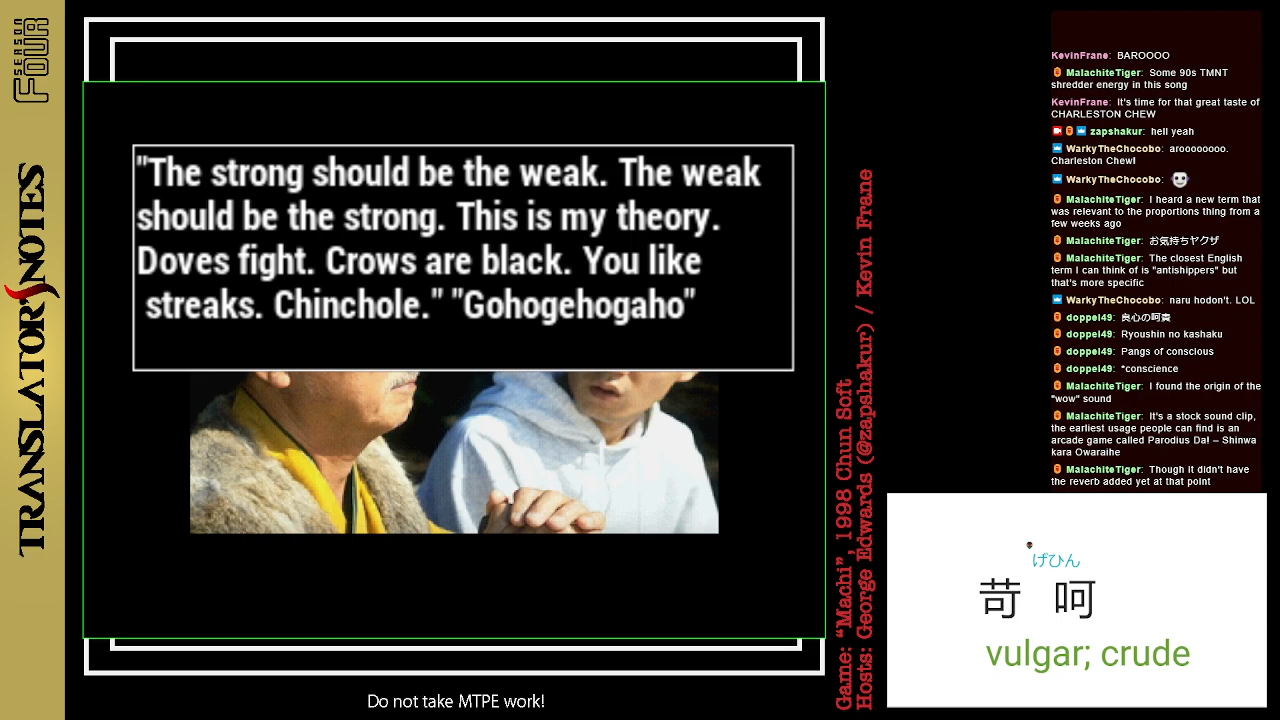 SEASON
FOUR
TRANSLATOR'S NOTES
"The strong should be the weak. The weak
should be the strong. This is my theory.
Doves fight. Crows are black. You like
streaks. Chinchole." "Gohogehogaho"
Do not take MTPE work!
Game: "Machi", 1998 Chun Soft
Hosts: George Edwards (@zapshakur) / Kevin Frane
KevinFrane: BAROOOO
MalachiteTiger: Some 90s TMNT
shredder energy in this song
KevinFrane: It's time for that great taste of
CHARLESTON CHEW
zapshakur: hell yeah
WarkyTheChocobo: aroooooooo.
Charleston Chew!
WarkyTheChocobo:
MalachiteTiger: I heard a new term that
was relevant to the proportions thing from a
few weeks ago
MalachiteTiger: お気持ちヤクザ
MalachiteTiger: The closest English
term I can think of is "antishippers" but
that's more specific
WarkyTheChocobo: naru hodon't. LOL
doppel49: 良心の呵責
doppel49: Ryoushin no kashaku
doppel49: Pangs of conscious
doppel49: *conscience
MalachiteTiger: I found the origin of the
"wow" sound
MalachiteTiger: It's a stock sound clip,
the earliest usage people can find is an
arcade game called Parodius Da! – Shinwa
kara Owaraihe
MalachiteTiger: Though it didn't have
the reverb added yet at that point
げひん
苛 呵
vulgar; crude